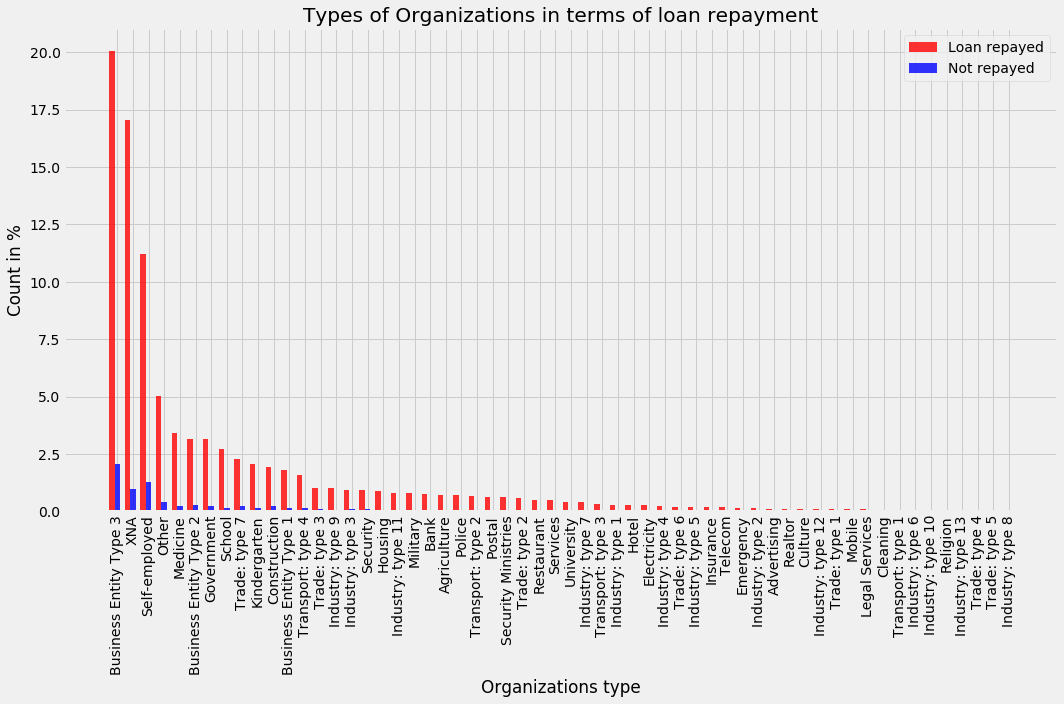 Types of Organizations in terms of loan repayment
Loan repayed
Not repayed
Count in %
20.0
17.5
15.0
12.5
10.0
7.5
5.0
2.5
0.0
Business Entity Type 3
XNA
Self-employed
Other
Medicine
Business Entity Type 2
Government
School
Trade: type 7
Kindergarten
Construction
Business Entity Type 1
Transport: type 4
Trade: type 3
Industry: type 9
Industry: type 3
Security
Housing
Industry: type 11
Military
Bank
Agriculture
Police
Transport: type 2
Postal
Security Ministries
Trade: type 2
Restaurant
Services
University
Industry: type 7
Transport: type 3
Industry: type 1
Hotel
Electricity
Industry: type 4
Trade: type 6
Industry: type 5
Insurance
Telecom
Emergency
Industry: type 2
Advertising
Realtor
Culture
Industry: type 12
Trade: type 1
Mobile
Legal Services
Cleaning
Transport: type 1
Industry: type 6
Industry: type 10
Religion
Industry: type 13
Trade: type 4
Trade: type 5
Industry: type 8
Organizations type